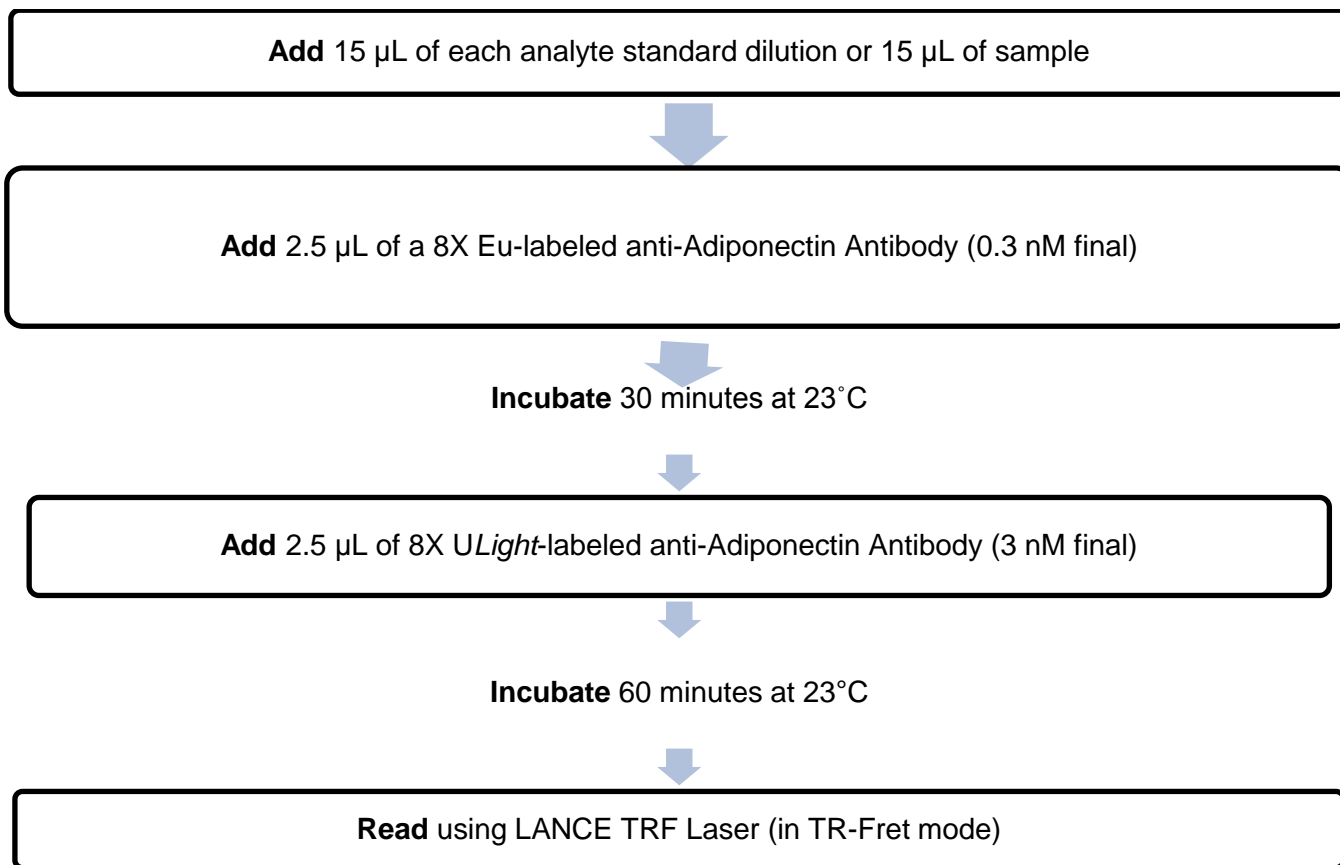 Add 15 µL of each analyte standard dilution or 15 µL of sample
Add 2.5 µL of a 8X Eu-labeled anti-Adiponectin Antibody (0.3 nM final)
Incubate 30 minutes at 23˚C
Add 2.5 µL of 8X ULight-labeled anti-Adiponectin Antibody (3 nM final)
Incubate 60 minutes at 23°C
Read using LANCE TRF Laser (in TR-Fret mode)